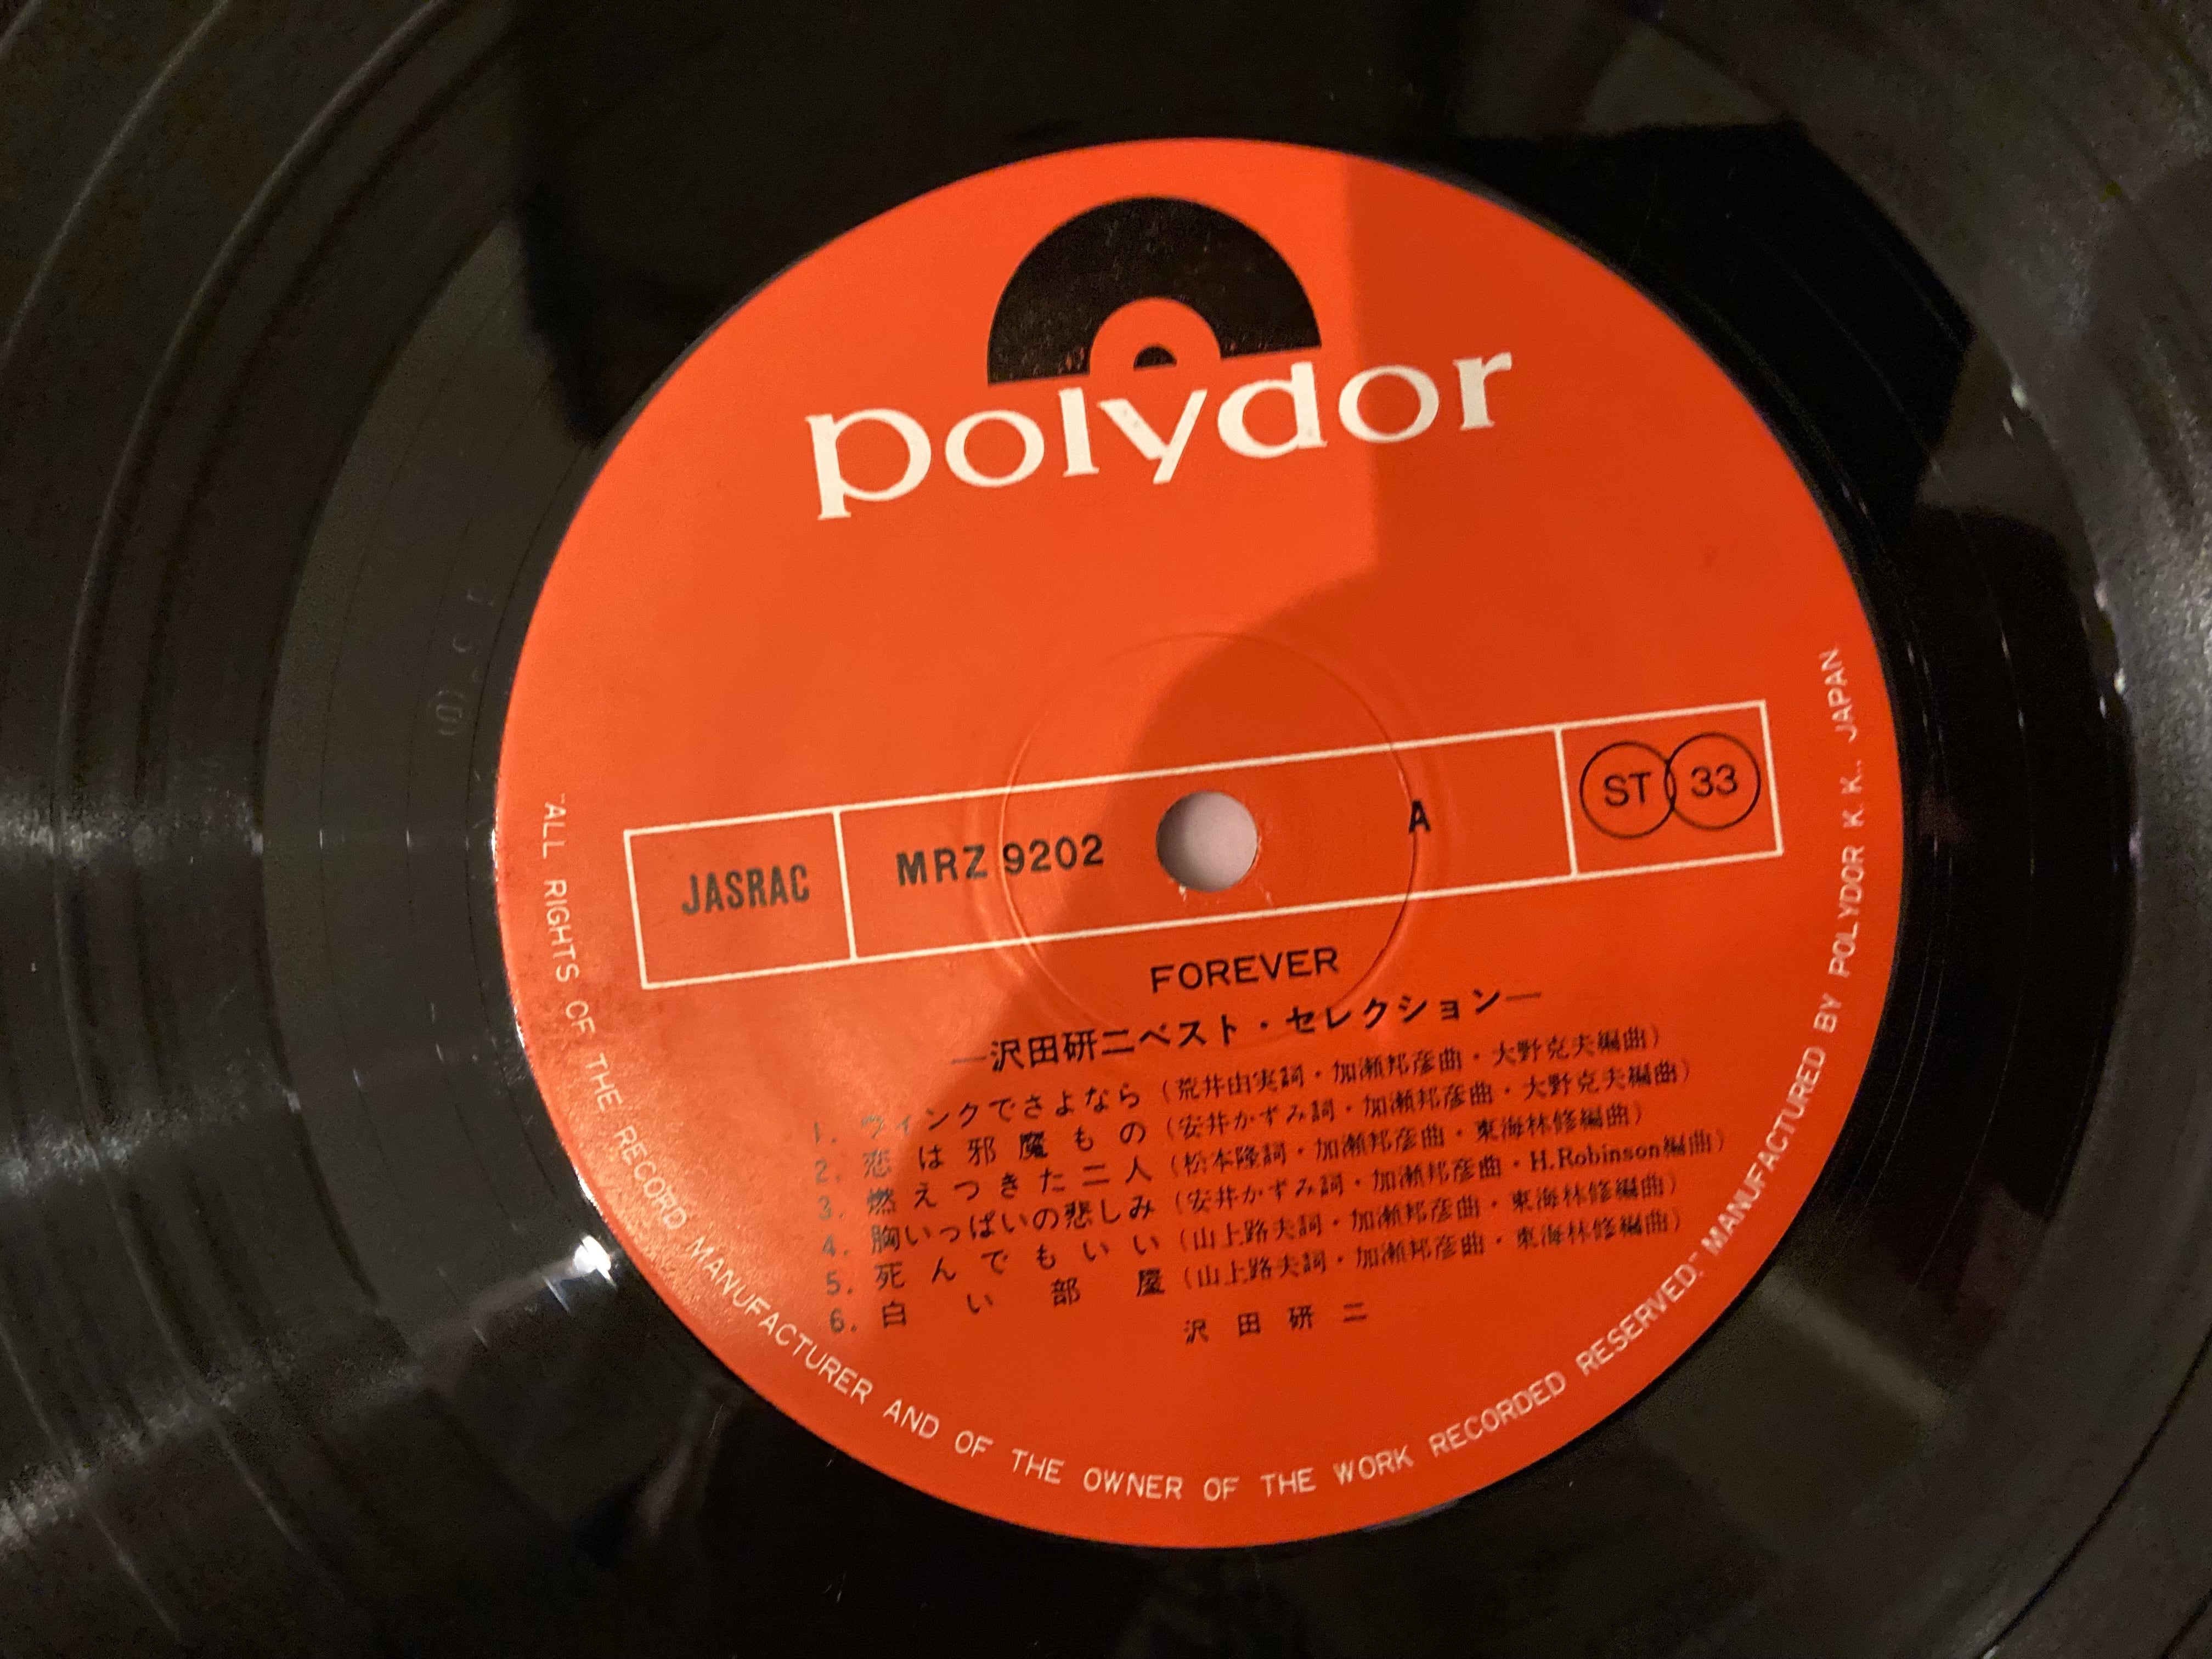 polydor
JASRAC
MRZ 9202
A
ST 33
FOREVER
—沢田研二ベスト・セレクション—
1. ウィンクでさよなら (荒井由実詞・加瀬邦彦曲・大野克夫編曲)
2. 恋は邪魔もの (安井かずみ詞・加瀬邦彦曲・大野克夫編曲)
3. 燃えつきた二人 (松本隆詞・加瀬邦彦曲・東海林修編曲)
4. 胸いっぱいの悲しみ (安井かずみ詞・加瀬邦彦曲・H.Robinson編曲)
5. 死んでもいい (山上路夫詞・加瀬邦彦曲・東海林修編曲)
6. 白い部屋 (山上路夫詞・加瀬邦彦曲・東海林修編曲)
沢田研二
"ALL RIGHTS OF THE RECORD MANUFACTURER AND OF THE OWNER OF THE WORK RECORDED RESERVED." MANUFACTURED BY POLYDOR K.K., JAPAN